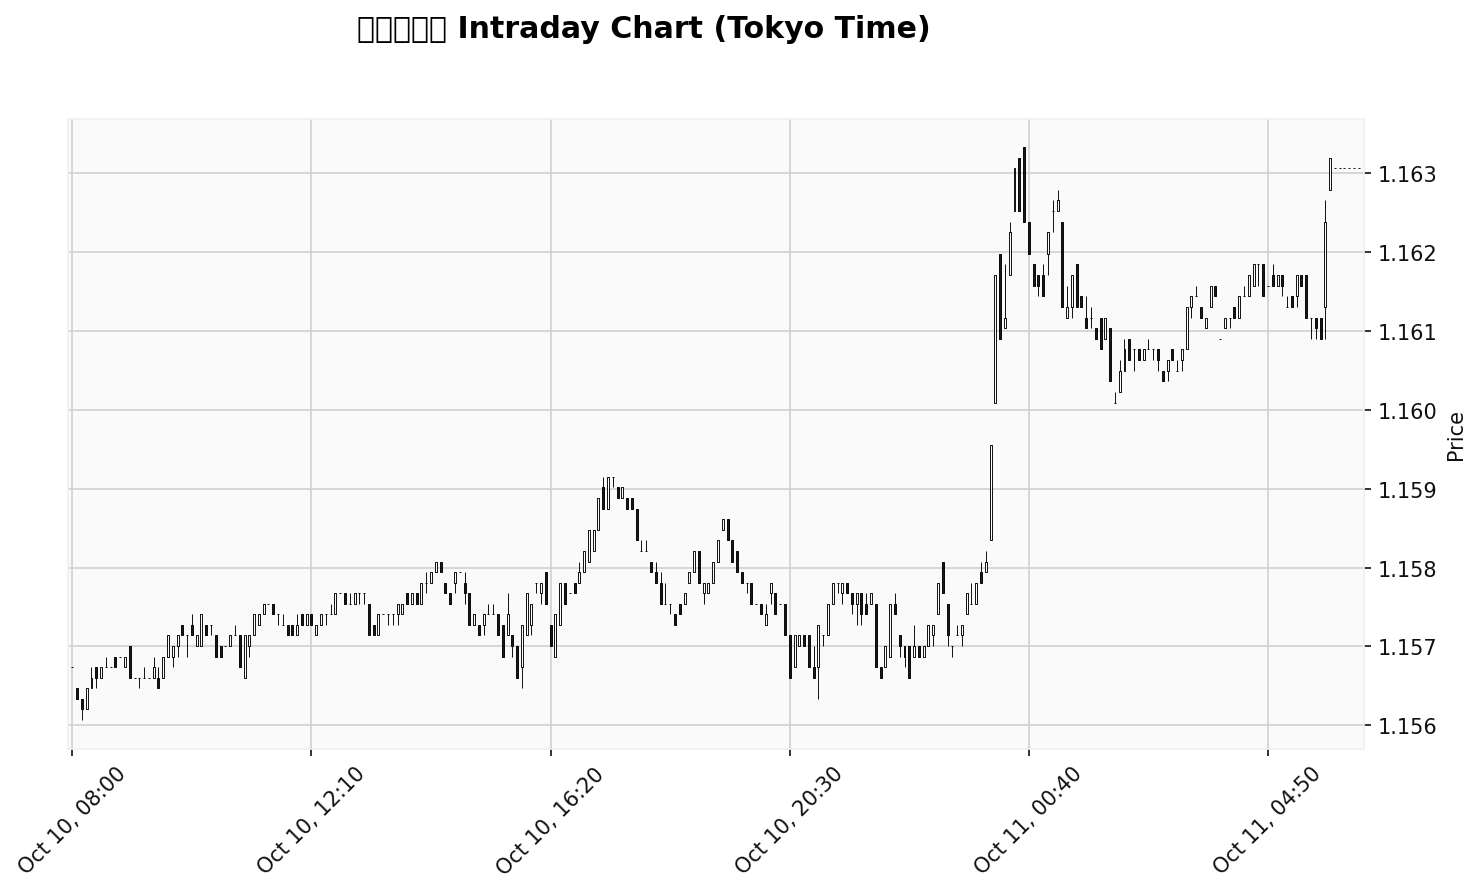 Intraday Chart (Tokyo Time)
1.163
1.162
1.161
1.160
1.159
1.158
1.157
1.156
Price
Oct 10, 08:00
Oct 10, 12:10
Oct 10, 16:20
Oct 10, 20:30
Oct 11, 00:40
Oct 11, 04:50